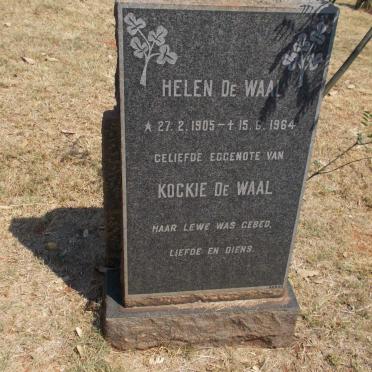 HELEN DE WAAL
* 27.2.1905 - † 15.6.1964
GELIEFDE EGGENOTE VAN
KOCKIE DE WAAL
HAAR LEWE WAS GEBED,
LIEFDE EN DIENS.